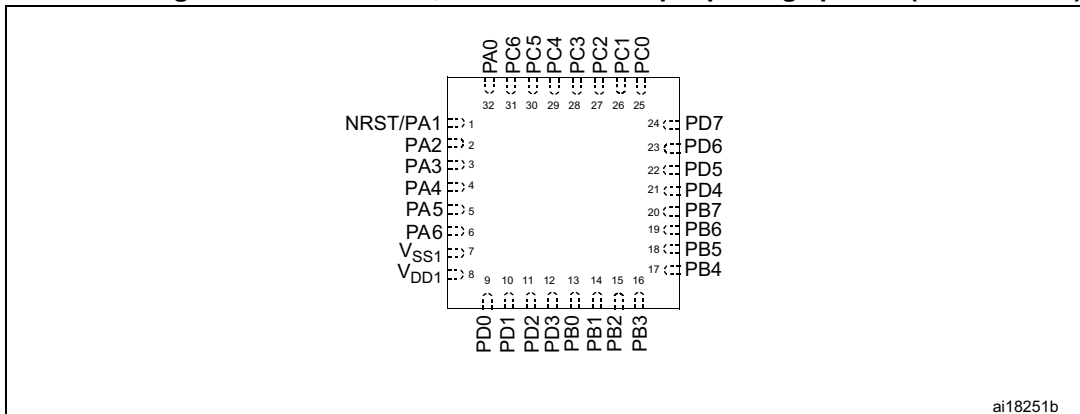 PA0 PC6 PC5 PC4 PC3 PC2 PC1 PC0
32 31 30 29 28 27 26 25
NRST/PA1 1 24 PD7
PA2 2 23 PD6
PA3 3 22 PD5
PA4 4 21 PD4
PA5 5 20 PB7
PA6 6 19 PB6
VSS1 7 18 PB5
VDD1 8 17 PB4
9 10 11 12 13 14 15 16
PD0 PD1 PD2 PD3 PB0 PB1 PB2 PB3
ai18251b